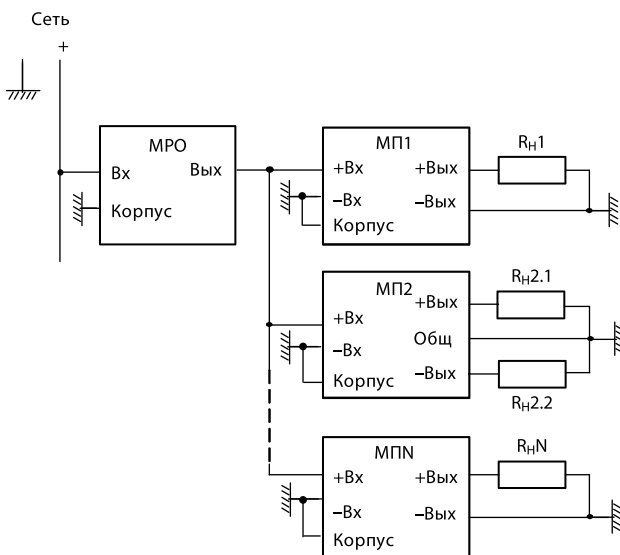 Сеть
+
МРО
Вх
Вых
Корпус
МП1
+Вх
+Вых
−Вх
−Вых
Корпус
RН1
МП2
+Вых
+Вх
Общ
−Вх
−Вых
Корпус
RН2.1
RН2.2
МПN
+Вх
+Вых
−Вх
−Вых
Корпус
RНN